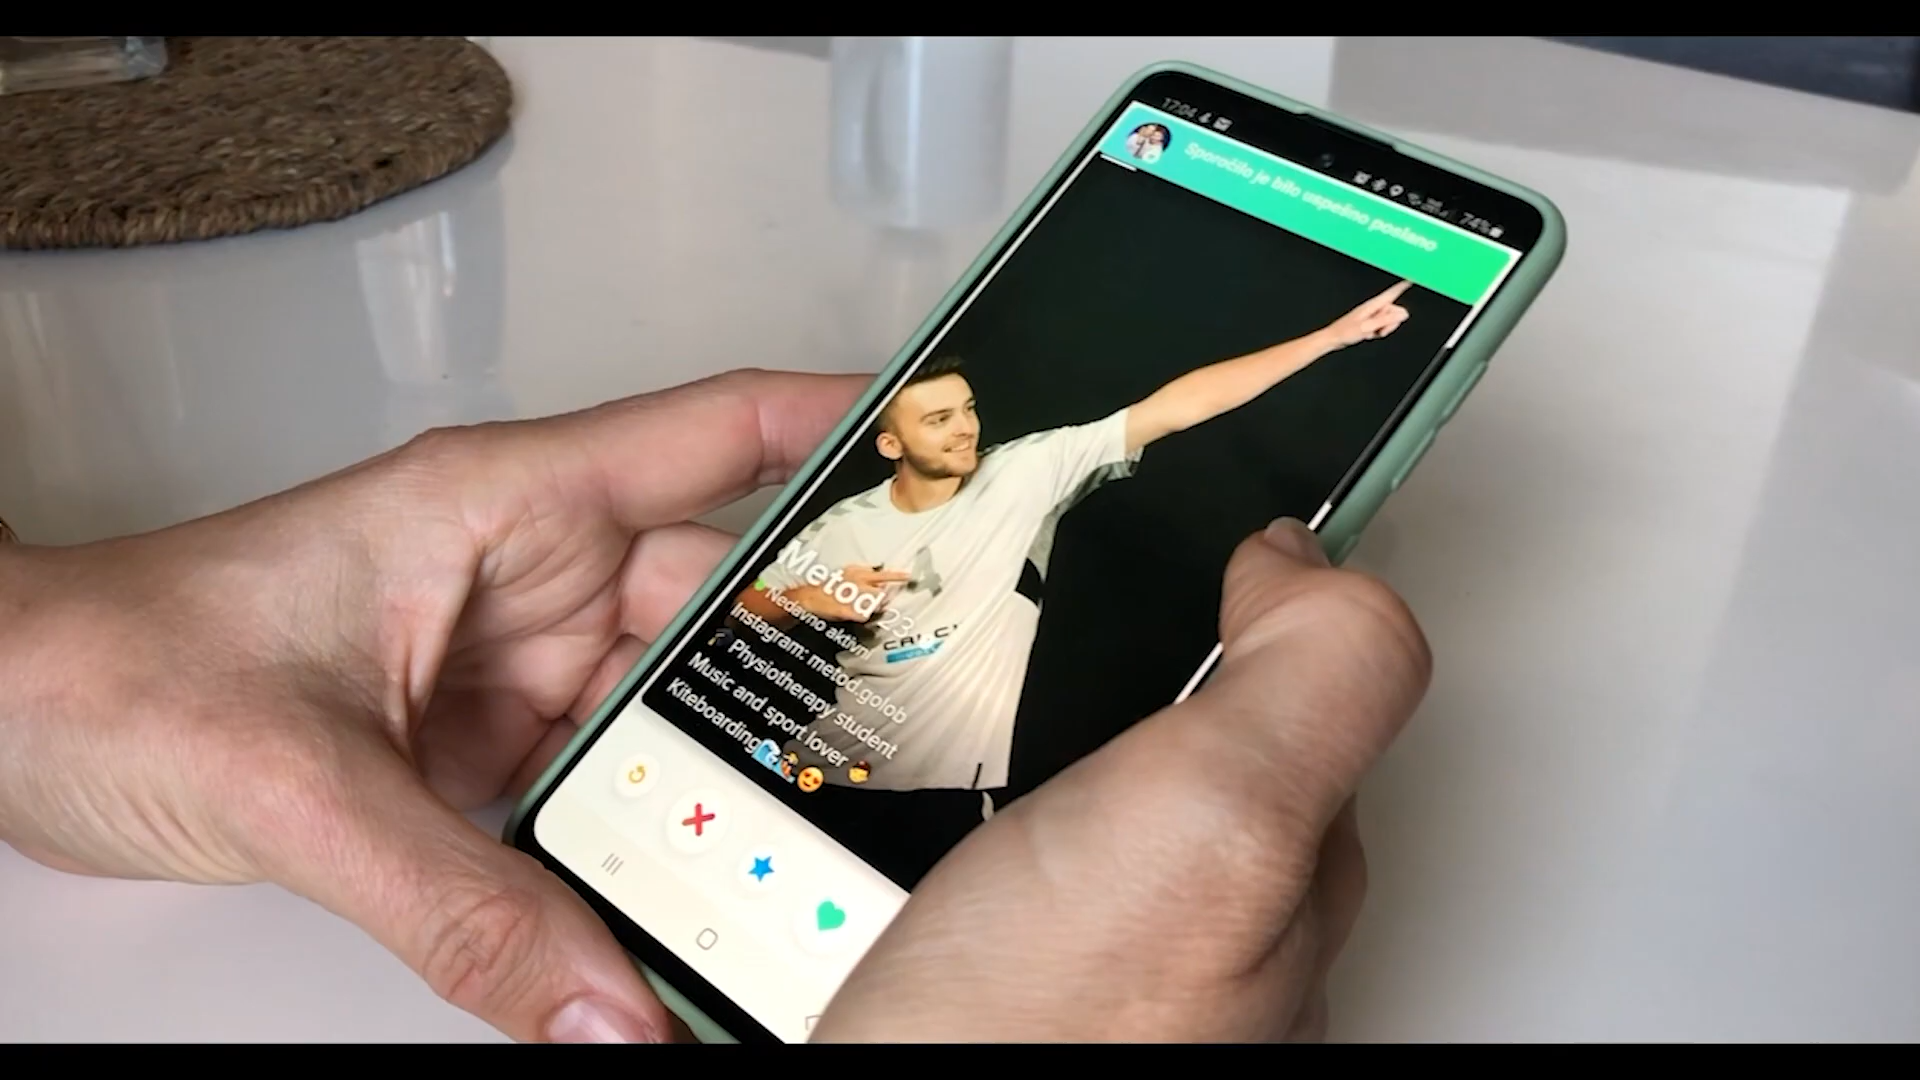 17:04
74%
Sporočilo je bilo uspešno poslano
Metod 23
Nedavno aktivni
Instagram: metod.golob
Physiotherapy student
Music and sport lover
Kiteboarding